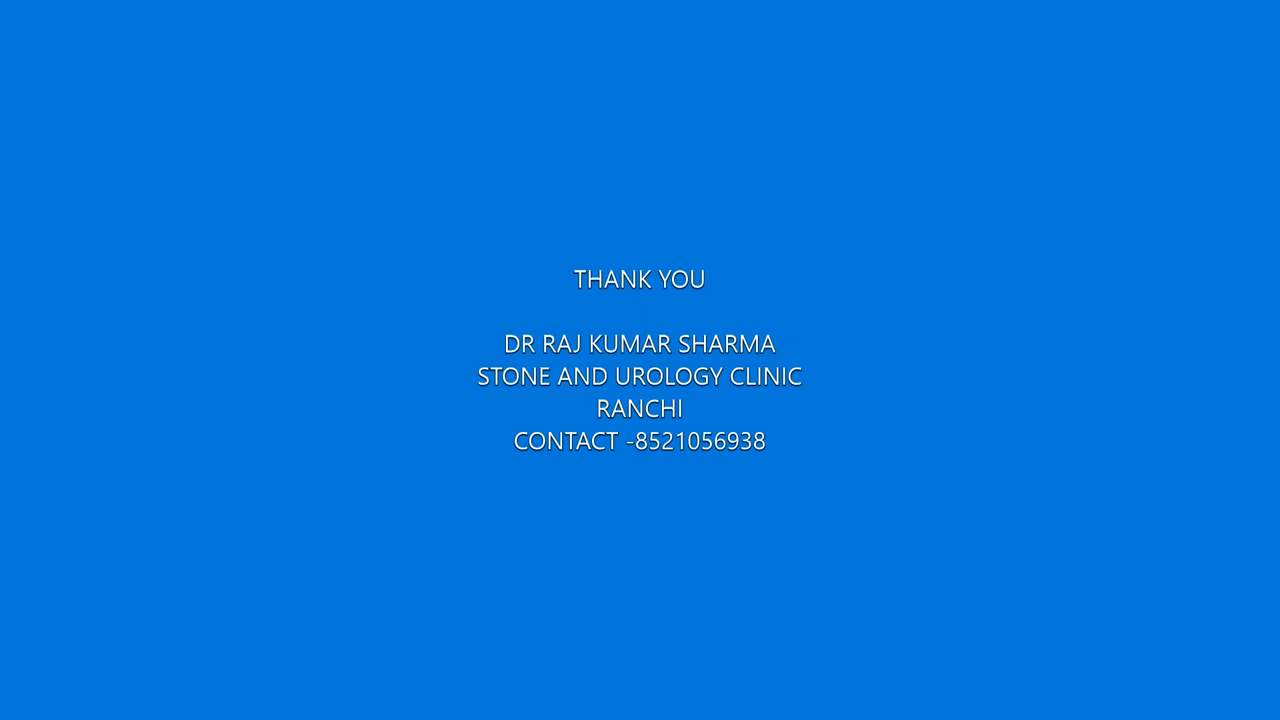 THANK YOU
DR RAJ KUMAR SHARMA
STONE AND UROLOGY CLINIC
RANCHI
CONTACT -8521056938